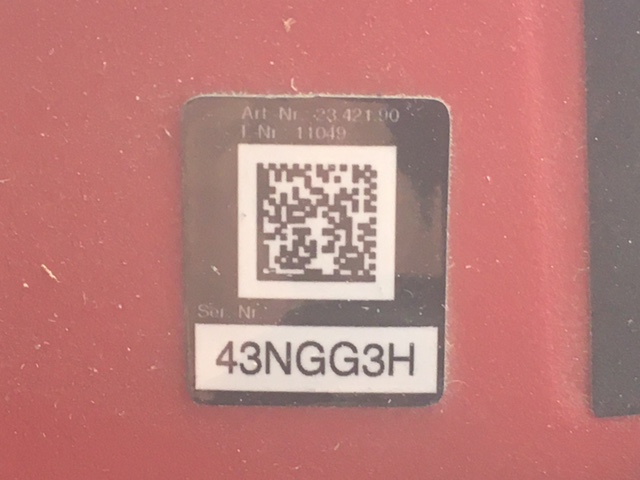 Art. Nr. 23.421.90
I.-Nr. 11049
Ser. Nr.
43NGG3H